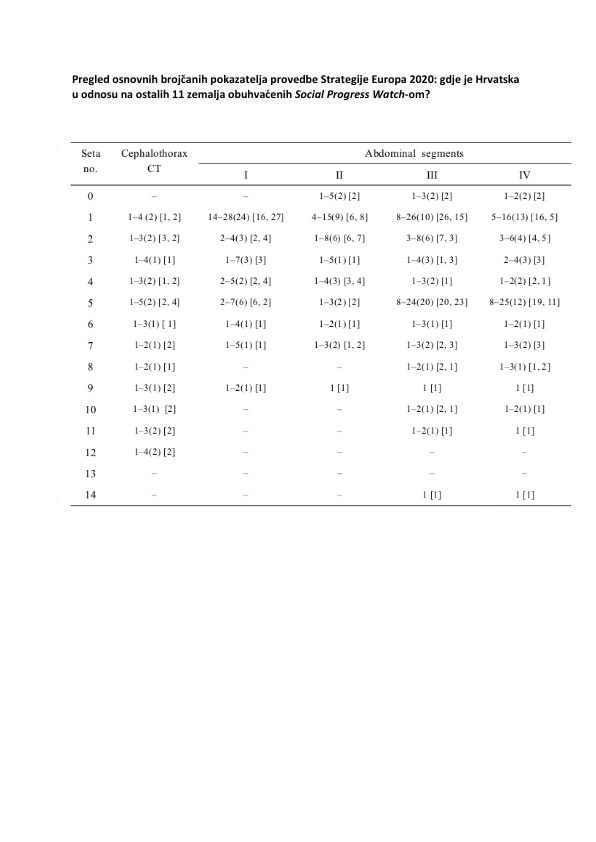 Pregled osnovnih brojčanih pokazatelja provedbe Strategije Europa 2020: gdje je Hrvatska
u odnosu na ostalih 11 zemalja obuhvaćenih Social Progress Watch-om?
Seta no. Cephalothorax CT Abdominal segments
I II III IV
0 – – 1–5(2) [2] 1–3(2) [2] 1–2(2) [2]
1 1–4 (2) [1, 2] 14–28(24) [16, 27] 4–15(9) [6, 8] 8–26(10) [26, 15] 5–16(13) [16, 5]
2 1–3(2) [3, 2] 2–4(3) [2, 4] 1–8(6) [6, 7] 3–8(6) [7, 3] 3–6(4) [4, 5]
3 1–4(1) [1] 1–7(3) [3] 1–5(1) [1] 1–4(3) [1, 3] 2–4(3) [3]
4 1–3(2) [1, 2] 2–5(2) [2, 4] 1–4(3) [3, 4] 1–3(2) [1] 1–2(2) [2, 1]
5 1–5(2) [2, 4] 2–7(6) [6, 2] 1–3(2) [2] 8–24(20) [20, 23] 8–25(12) [19, 11]
6 1–3(1) [ 1] 1–4(1) [1] 1–2(1) [1] 1–3(1) [1] 1–2(1) [1]
7 1–2(1) [2] 1–5(1) [1] 1–3(2) [1, 2] 1–3(2) [2, 3] 1–3(2) [3]
8 1–2(1) [1] – – 1–2(1) [2, 1] 1–3(1) [1, 2]
9 1–3(1) [2] 1–2(1) [1] 1 [1] 1 [1] 1 [1]
10 1–3(1) [2] – – 1–2(1) [2, 1] 1–2(1) [1]
11 1–3(2) [2] – – 1–2(1) [1] 1 [1]
12 1–4(2) [2] – – – –
13 – – – – –
14 – – – 1 [1] 1 [1]